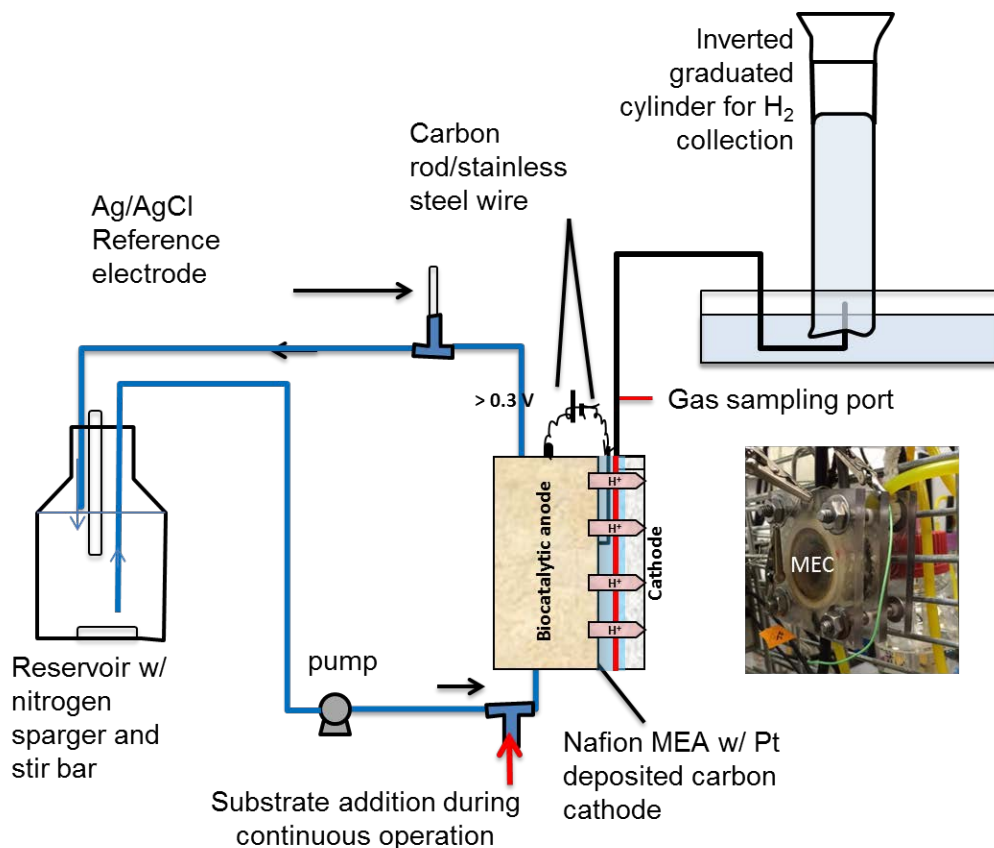 Inverted
graduated
cylinder for H₂
collection
Carbon
rod/stainless
steel wire
Ag/AgCl
Reference
electrode
> 0.3 V
Gas sampling port
Biocatalytic anode
H⁺
H⁺
H⁺
H⁺
Cathode
MEC
Reservoir w/
nitrogen
sparger and
stir bar
pump
Nafion MEA w/ Pt
deposited carbon
cathode
Substrate addition during
continuous operation